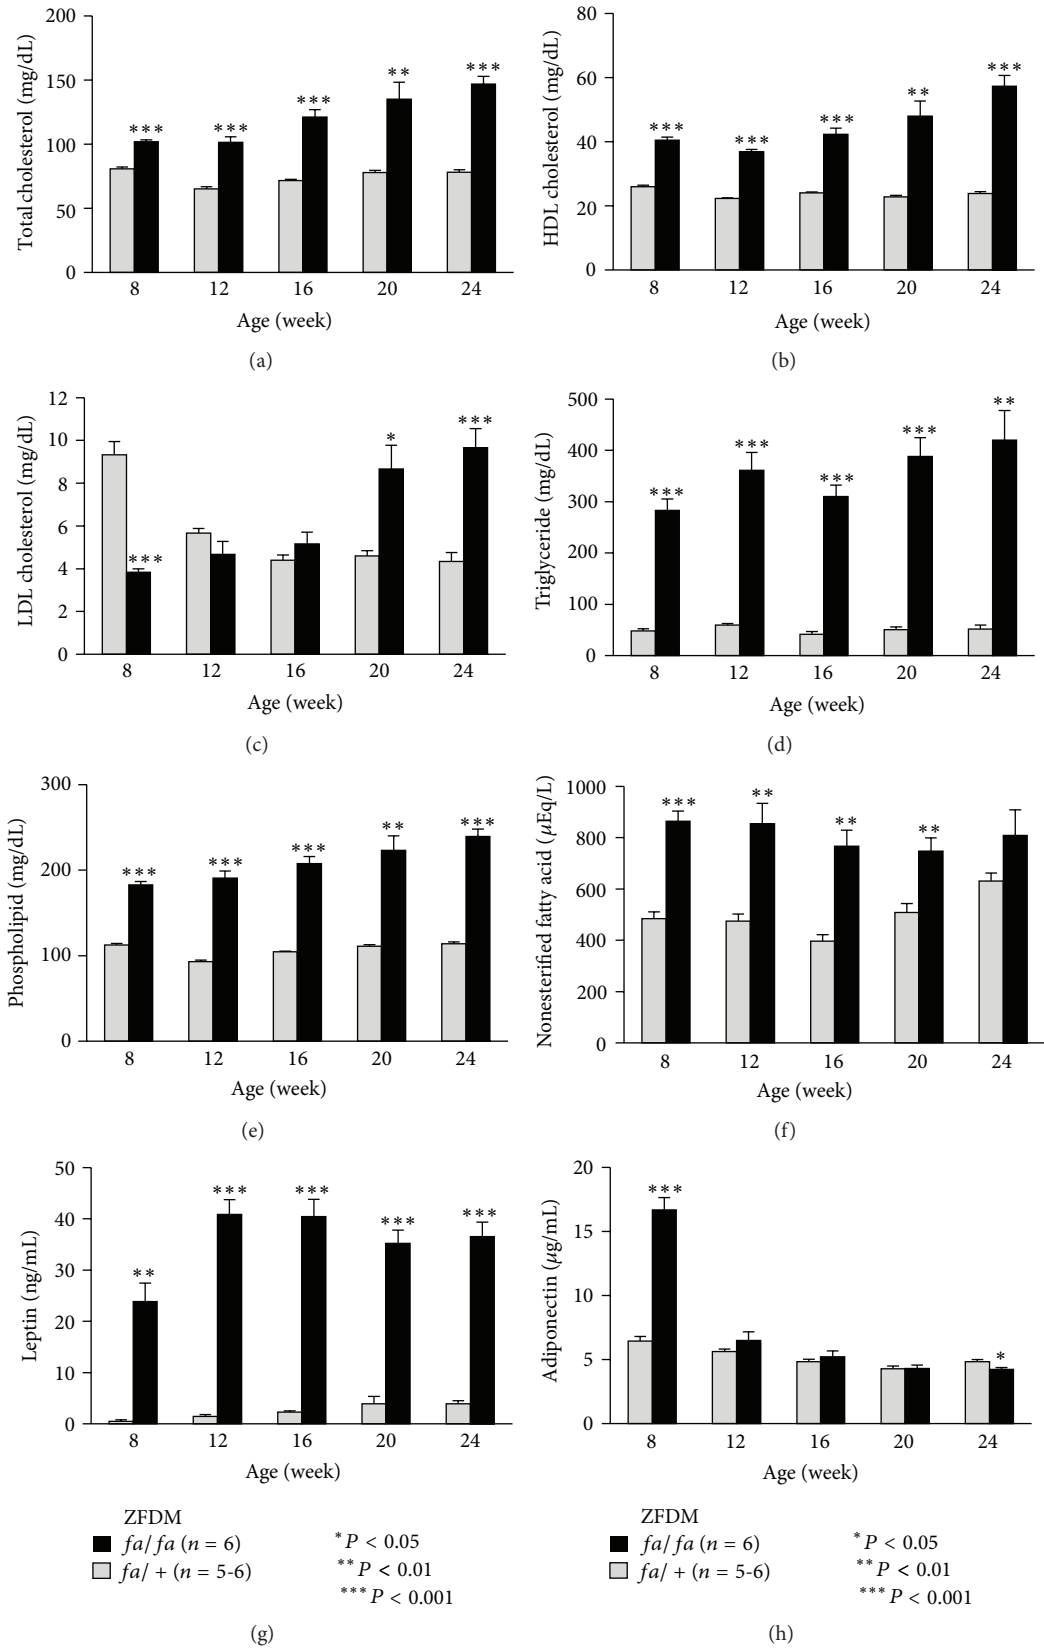 Total cholesterol (mg/dL)
200
150
100
50
0
*** *** *** ** ***
8 12 16 20 24
Age (week)
(a)
HDL cholesterol (mg/dL)
80
60
40
20
0
*** *** *** ** ***
8 12 16 20 24
Age (week)
(b)
LDL cholesterol (mg/dL)
12
10
8
6
4
2
0
*** * ***
8 12 16 20 24
Age (week)
(c)
Triglyceride (mg/dL)
500
400
300
200
100
0
*** *** *** *** **
8 12 16 20 24
Age (week)
(d)
Phospholipid (mg/dL)
300
200
100
0
*** *** *** ** ***
8 12 16 20 24
Age (week)
(e)
Nonesterified fatty acid (μEq/L)
1000
800
600
400
200
0
*** ** ** **
8 12 16 20 24
Age (week)
(f)
Leptin (ng/mL)
50
40
30
20
10
0
** *** *** *** ***
8 12 16 20 24
Age (week)
ZFDM
fa/fa (n = 6)
fa/ + (n = 5-6)
*P < 0.05
**P < 0.01
***P < 0.001
(g)
Adiponectin (μg/mL)
20
15
10
5
0
*** *
8 12 16 20 24
Age (week)
ZFDM
fa/fa (n = 6)
fa/ + (n = 5-6)
*P < 0.05
**P < 0.01
***P < 0.001
(h)